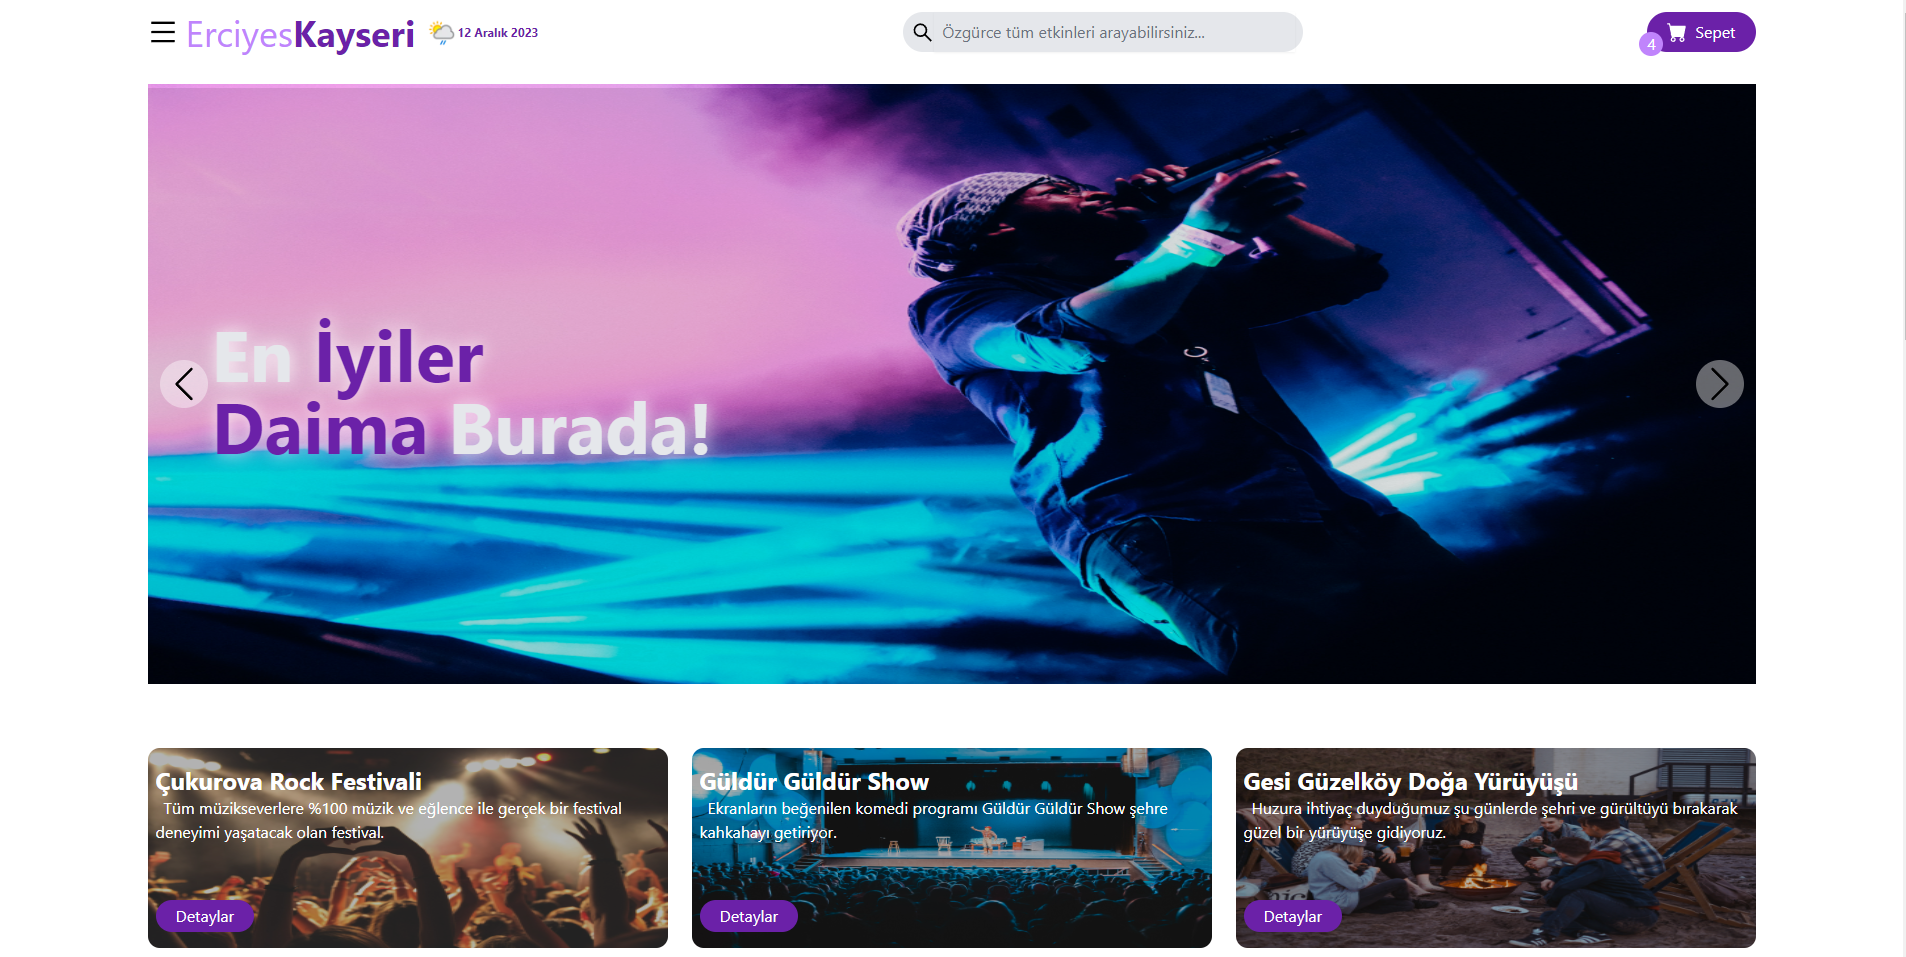 ErciyesKayseri
12 Aralık 2023
Özgürce tüm etkinleri arayabilirsiniz...
4
Sepet
En İyiler
Daima Burada!
Çukurova Rock Festivali
Tüm müzikseverlere %100 müzik ve eğlence ile gerçek bir festival
deneyimi yaşatacak olan festival.
Detaylar
Güldür Güldür Show
Ekranların beğenilen komedi programı Güldür Güldür Show şehre
kahkahayı getiriyor.
Detaylar
Gesi Güzelköy Doğa Yürüyüşü
Huzura ihtiyaç duyduğumuz şu günlerde şehri ve gürültüyü bırakarak
güzel bir yürüyüşe gidiyoruz.
Detaylar